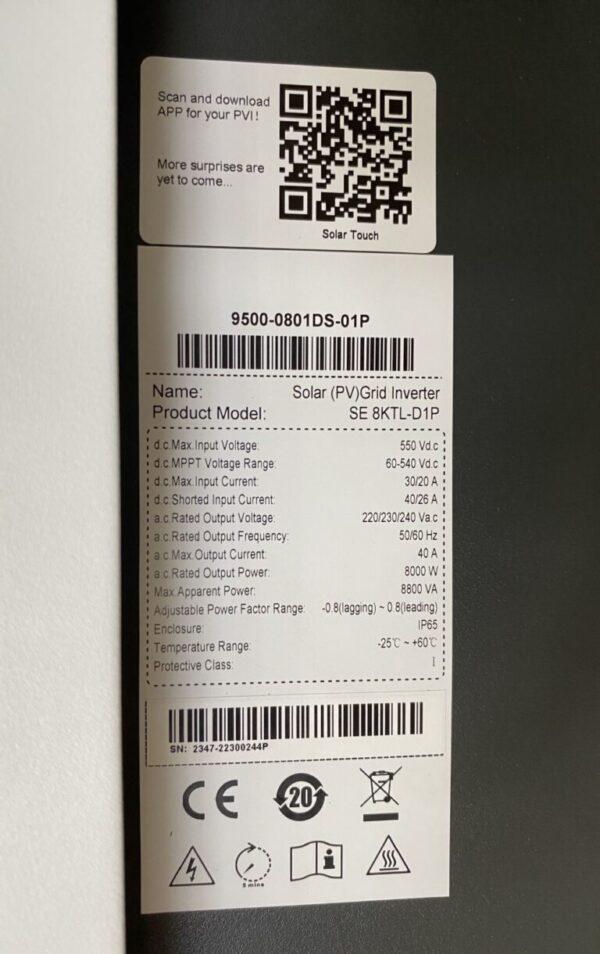 Scan and download
APP for your PVI!
More surprises are
yet to come...
Solar Touch
9500-0801DS-01P
Name: Solar (PV)Grid Inverter
Product Model: SE 8KTL-D1P
d.c.Max.Input Voltage: 550 Vd.c
d.c.MPPT Voltage Range: 60-540 Vd.c
d.c.Max.Input Current: 30/20 A
d.c.Shorted Input Current: 40/26 A
a.c.Rated Output Voltage: 220/230/240 Va.c
a.c.Rated Output Frequency: 50/60 Hz
a.c.Max.Output Current: 40 A
a.c.Rated Output Power: 8000 W
Max.Apparent Power: 8800 VA
Adjustable Power Factor Range: -0.8(lagging) ~ 0.8(leading)
Enclosure: IP65
Temperature Range: -25℃ ~ +60℃
Protective Class: I
SN: 2347-22300244P
CE
20
5 mins